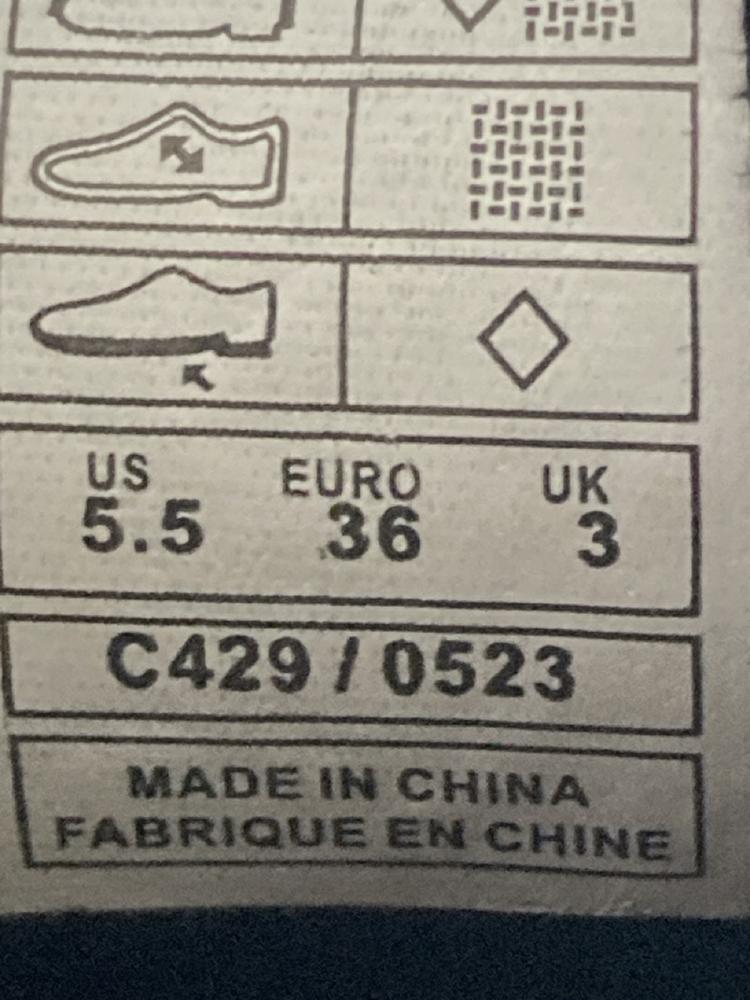 US EURO UK
5.5 36 3
C429 / 0523
MADE IN CHINA
FABRIQUE EN CHINE